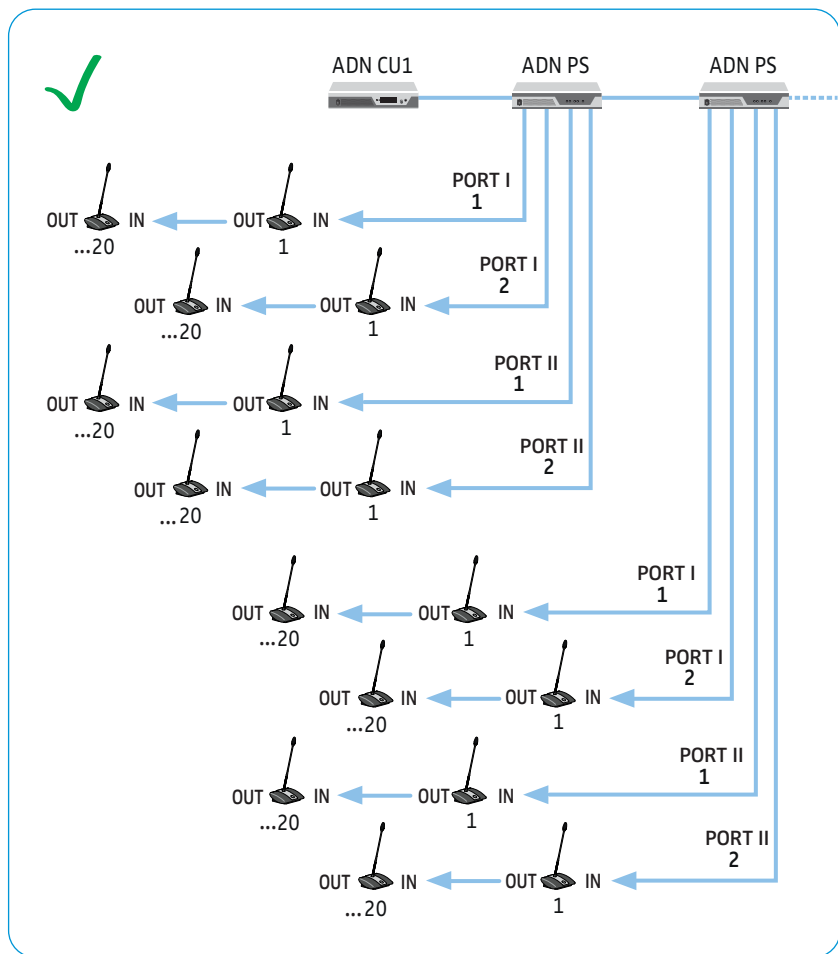 ADN CU1 ADN PS ADN PS
PORT I
1
OUT IN OUT IN
...20 1
PORT I
2
OUT IN OUT IN
...20 1
PORT II
1
OUT IN OUT IN
...20 1
PORT II
2
OUT IN OUT IN
...20 1
PORT I
1
OUT IN OUT IN
...20 1
PORT I
2
OUT IN OUT IN
...20 1
PORT II
1
OUT IN OUT IN
...20 1
PORT II
2
OUT IN OUT IN
...20 1